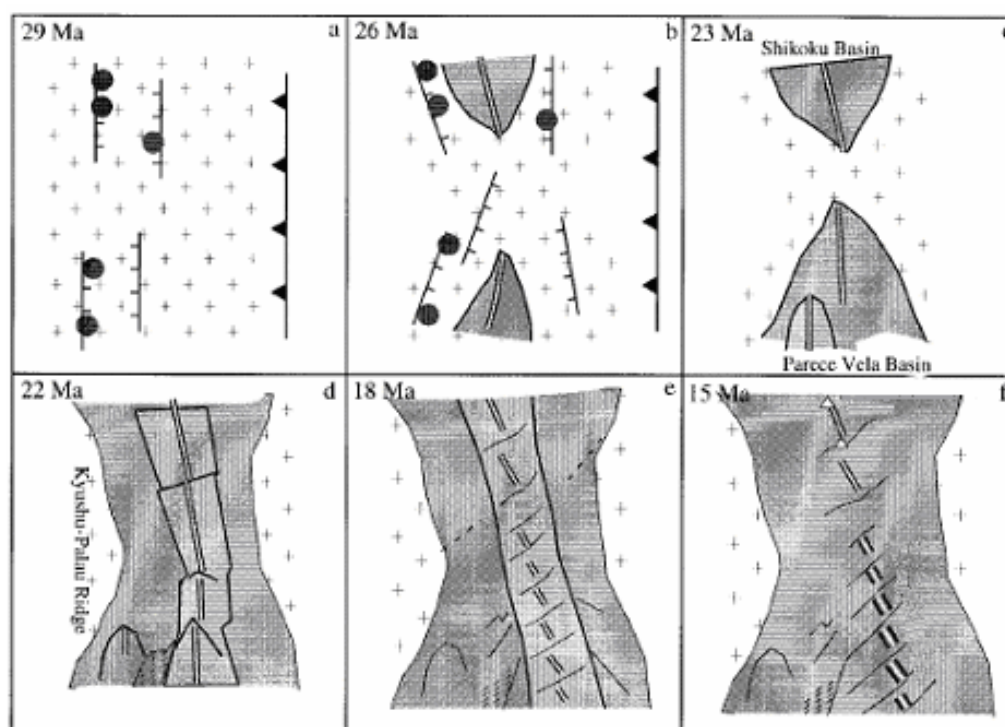 29 Ma
a
26 Ma
b
23 Ma
c
Shikoku Basin
Parece Vela Basin
22 Ma
d
Kyushu-Palau Ridge
18 Ma
e
15 Ma
f